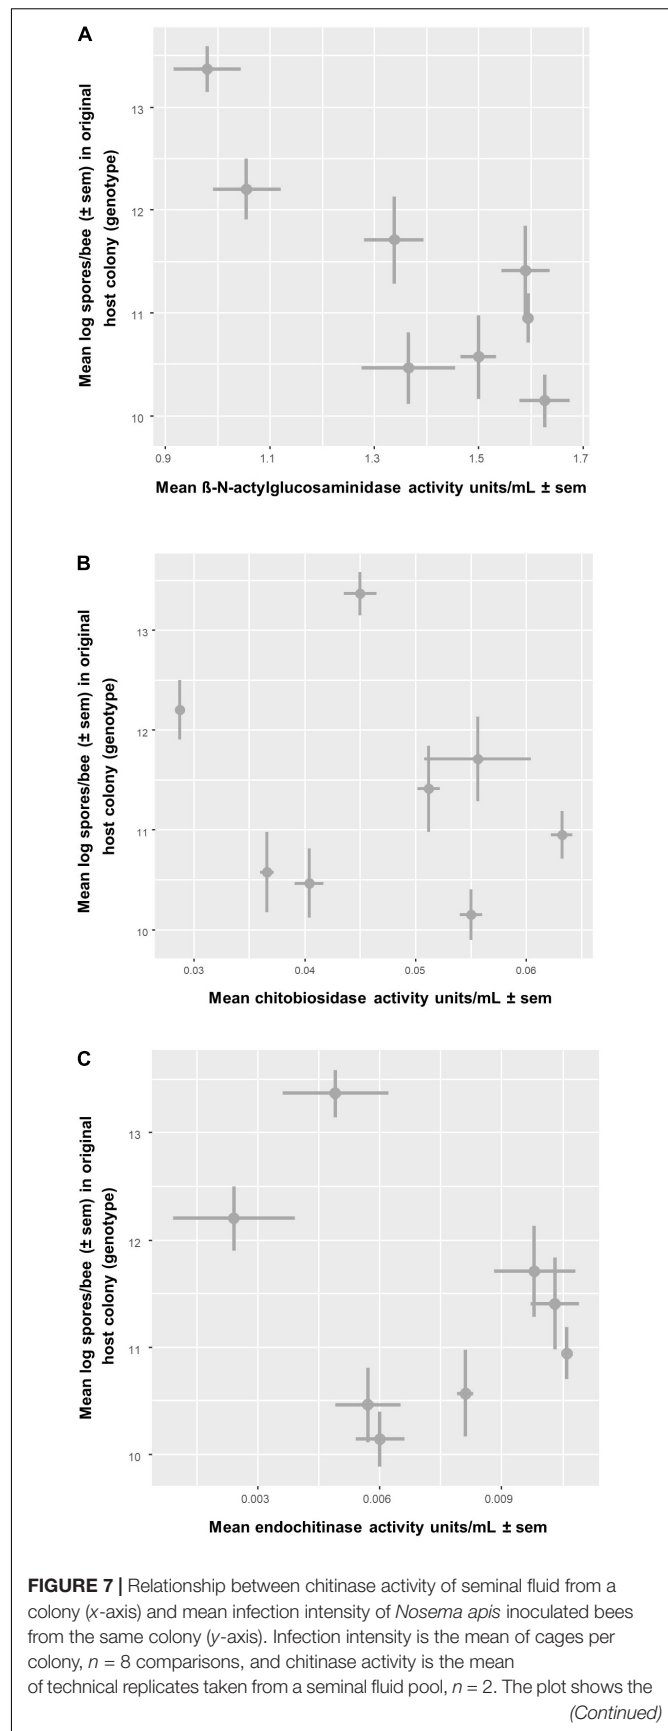 A
Mean log spores/bee (± sem) in original
host colony (genotype)
13
12
11
10
0.9 1.1 1.3 1.5 1.7
Mean ß-N-actylglucosaminidase activity units/mL ± sem
B
Mean log spores/bee (± sem) in original
host colony (genotype)
13
12
11
10
0.03 0.04 0.05 0.06
Mean chitobiosidase activity units/mL ± sem
C
Mean log spores/bee (± sem) in original
host colony (genotype)
13
12
11
10
0.003 0.006 0.009
Mean endochitinase activity units/mL ± sem
FIGURE 7 | Relationship between chitinase activity of seminal fluid from a
colony (x-axis) and mean infection intensity of Nosema apis inoculated bees
from the same colony (y-axis). Infection intensity is the mean of cages per
colony, n = 8 comparisons, and chitinase activity is the mean
of technical replicates taken from a seminal fluid pool, n = 2. The plot shows the
(Continued)